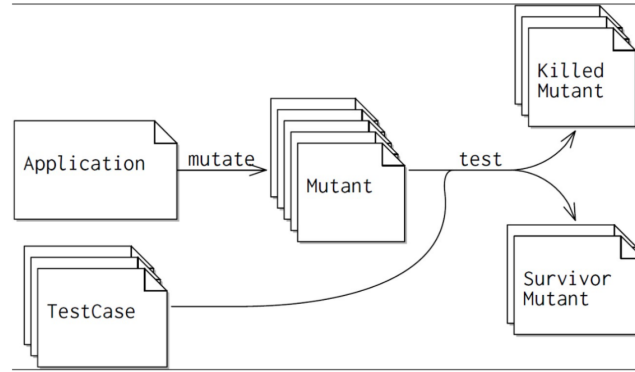 Killed
Mutant
Application
mutate
Mutant
test
TestCase
Survivor
Mutant